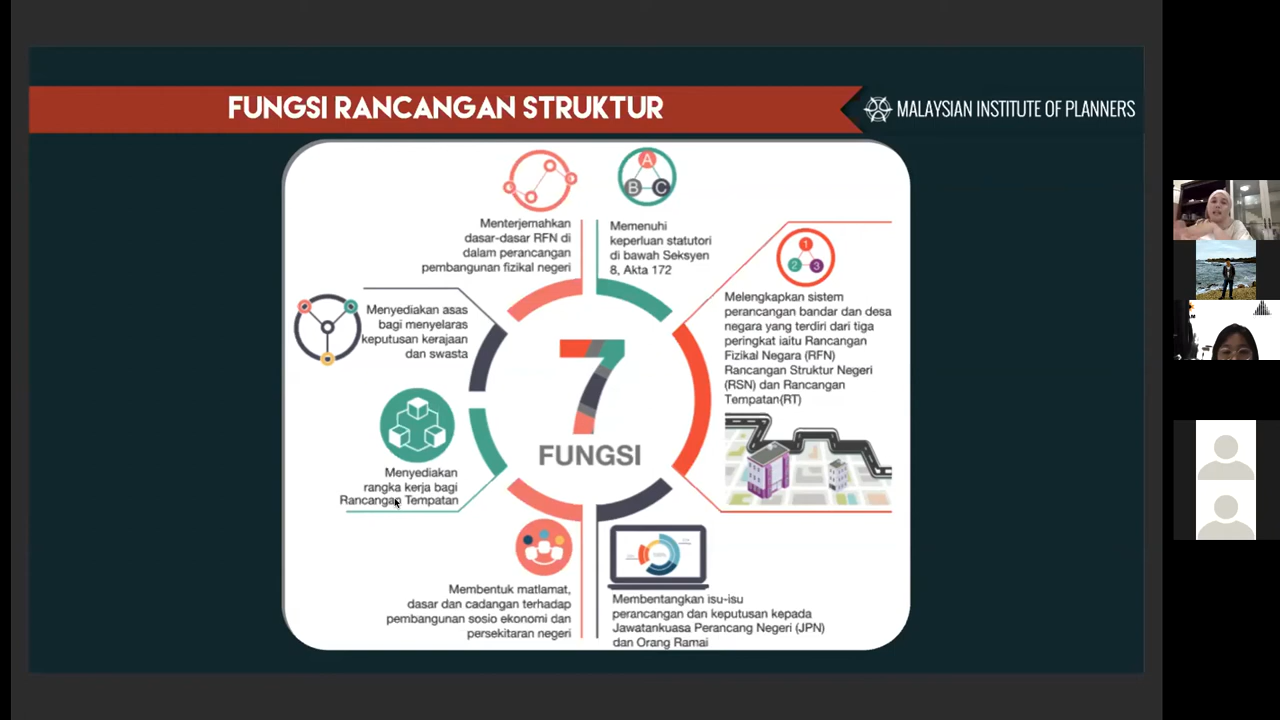 FUNGSI RANCANGAN STRUKTUR
MALAYSIAN INSTITUTE OF PLANNERS
Menterjemahkan
dasar-dasar RFN di
dalam perancangan
pembangunan fizikal negeri
A
B C
Memenuhi
keperluan statutori
di bawah Seksyen
8, Akta 172
1
2 3
Melengkapkan sistem
perancangan bandar dan desa
negara yang terdiri dari tiga
peringkat iaitu Rancangan
Fizikal Negara (RFN)
Rancangan Struktur Negeri
(RSN) dan Rancangan
Tempatan(RT)
Menyediakan asas
bagi menyelaras
keputusan kerajaan
dan swasta
7
FUNGSI
Menyediakan
rangka kerja bagi
Rancangan Tempatan
Membentuk matlamat,
dasar dan cadangan terhadap
pembangunan sosio ekonomi dan
persekitaran negeri
Membentangkan isu-isu
perancangan dan keputusan kepada
Jawatankuasa Perancang Negeri (JPN)
dan Orang Ramai